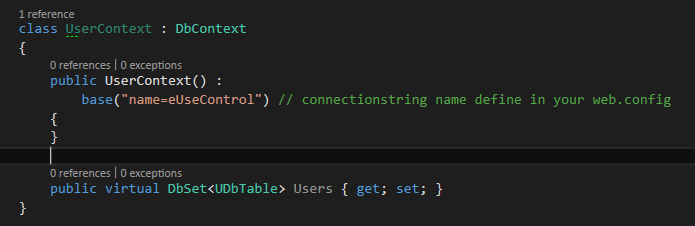 1 reference
class UserContext : DbContext
{
0 references | 0 exceptions
public UserContext() :
base("name=eUseControl") // connectionstring name define in your web.config
{
}
0 references | 0 exceptions
public virtual DbSet<UDbTable> Users { get; set; }
}